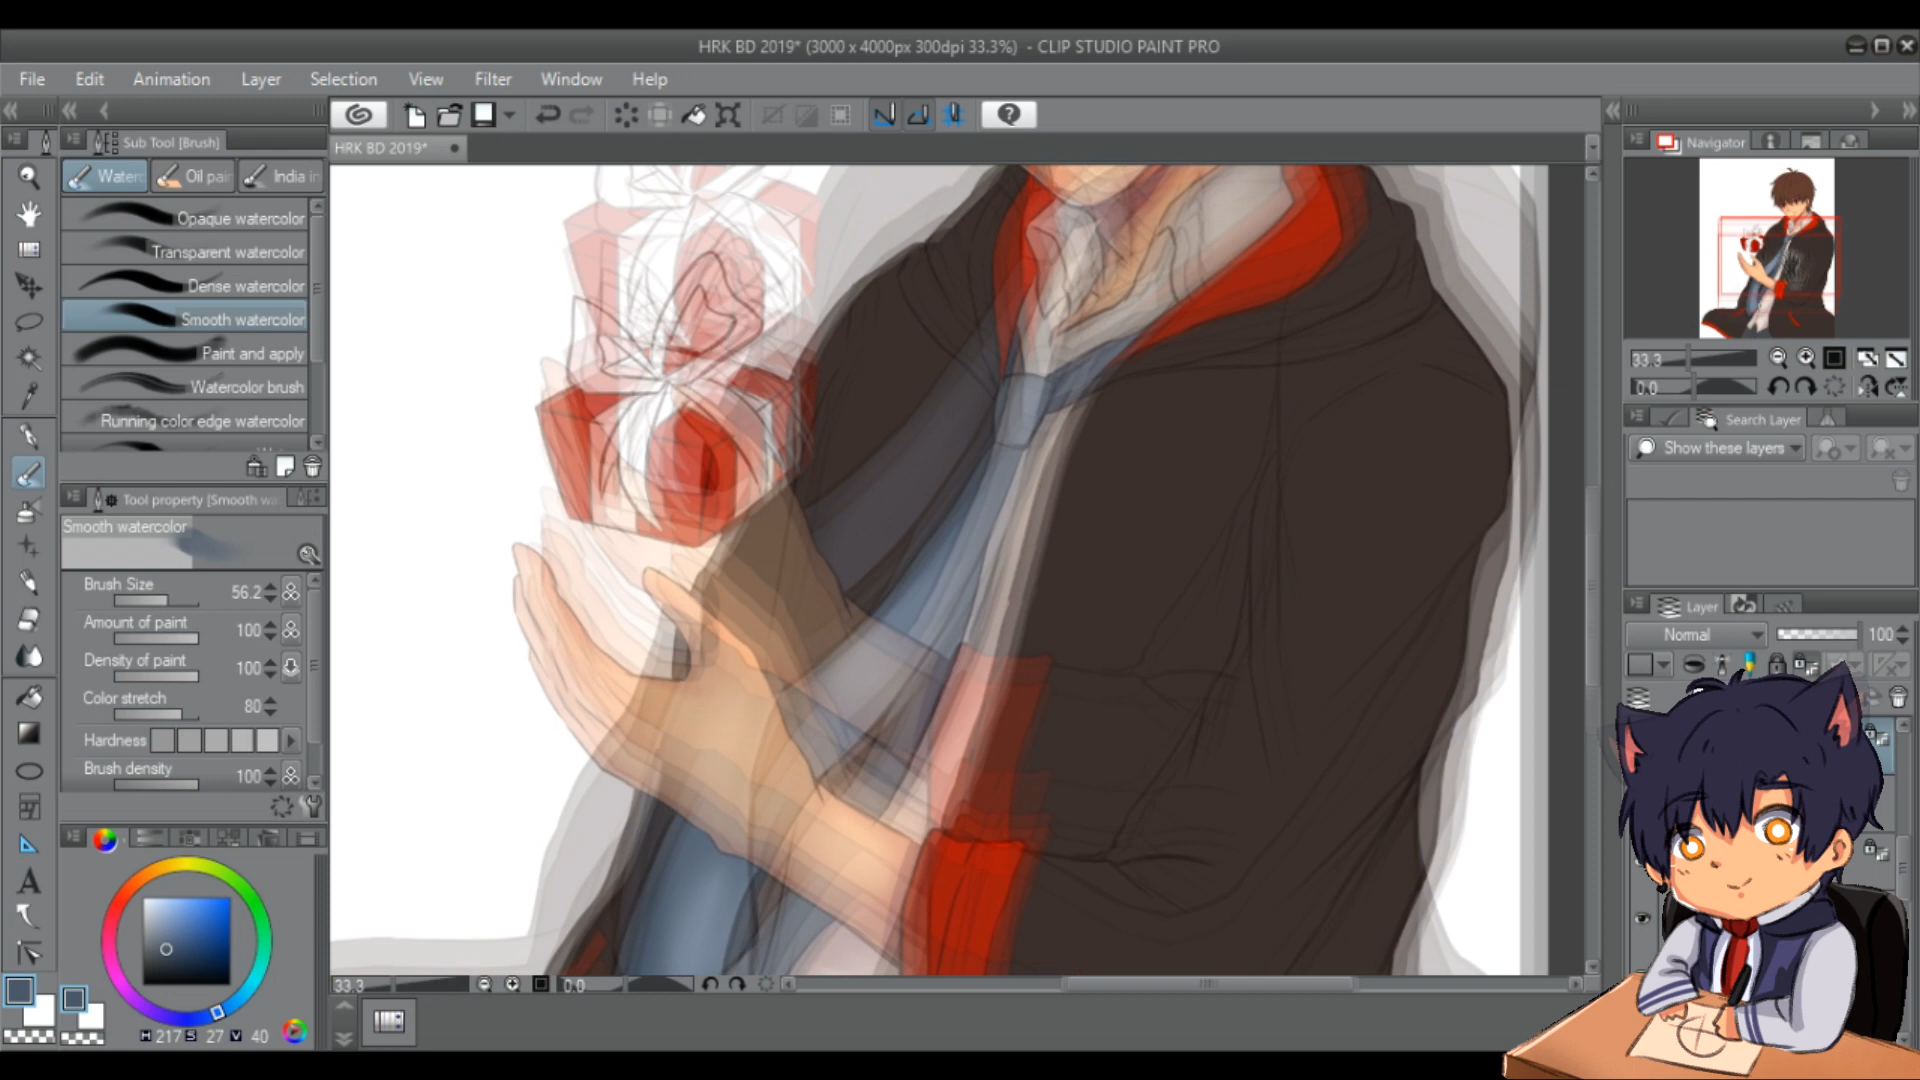 HRK BD 2019* (3000 x 4000px 300dpi 33.3%) - CLIP STUDIO PAINT PRO
File Edit Animation Layer Selection View Filter Window Help
Sub Tool [Brush]
HRK BD 2019*
Navigator
Oil pain
India in
Opaque watercolor
Transparent watercolor
Dense watercolor
Smooth watercolor
Paint and apply
Watercolor brush
Running color edge watercolor
33.3
0.0
Search Layer
Show these layers
Tool property [Smooth wa
Smooth watercolor
Brush Size 56.2
Amount of paint 100
Density of paint 100
Color stretch 80
Hardness
Brush density 100
Layer
Normal 100
33.3 0.0
H 217 S 27 V 40